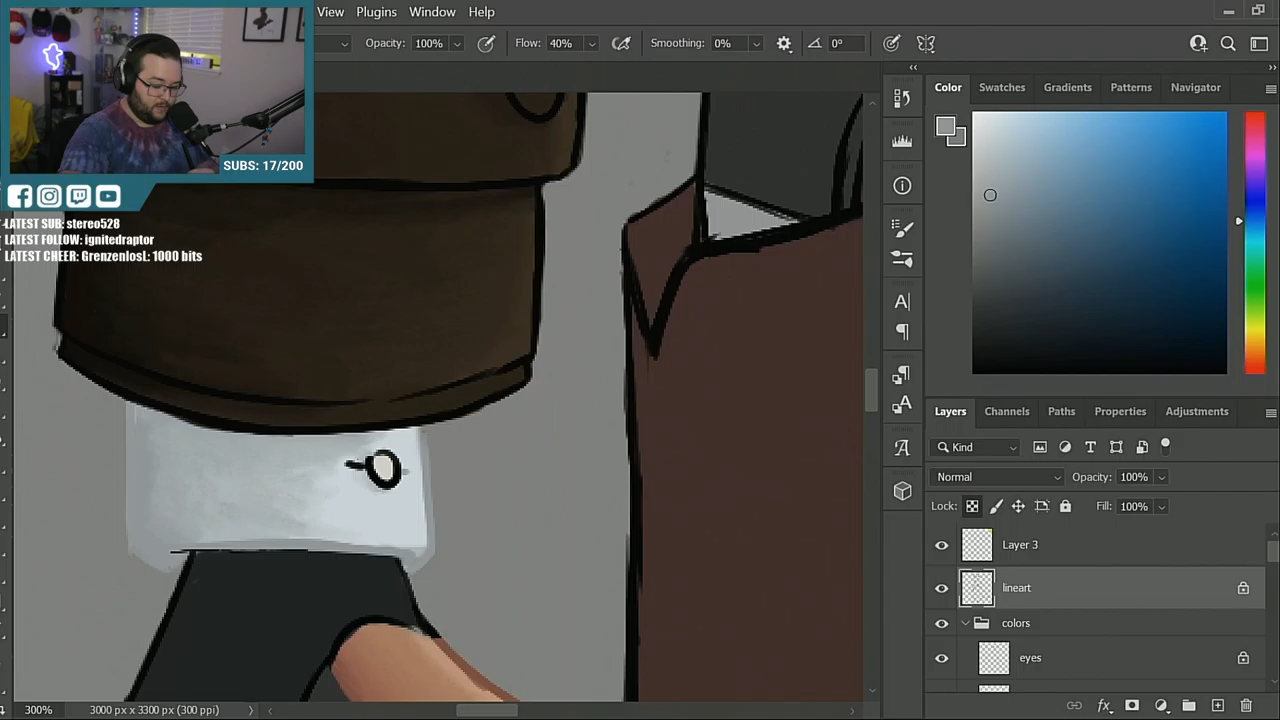 View Plugins Window Help
Opacity: 100% Flow: 40% Smoothing: 0% 0°
SUBS: 17/200
LATEST SUB: stereo528
LATEST FOLLOW: ignitedraptor
LATEST CHEER: GrenzenlosL: 1000 bits
Color Swatches Gradients Patterns Navigator
Layers Channels Paths Properties Adjustments
Kind
Normal Opacity: 100%
Lock: Fill: 100%
Layer 3
lineart
colors
eyes
300% 3000 px x 3300 px (300 ppi)